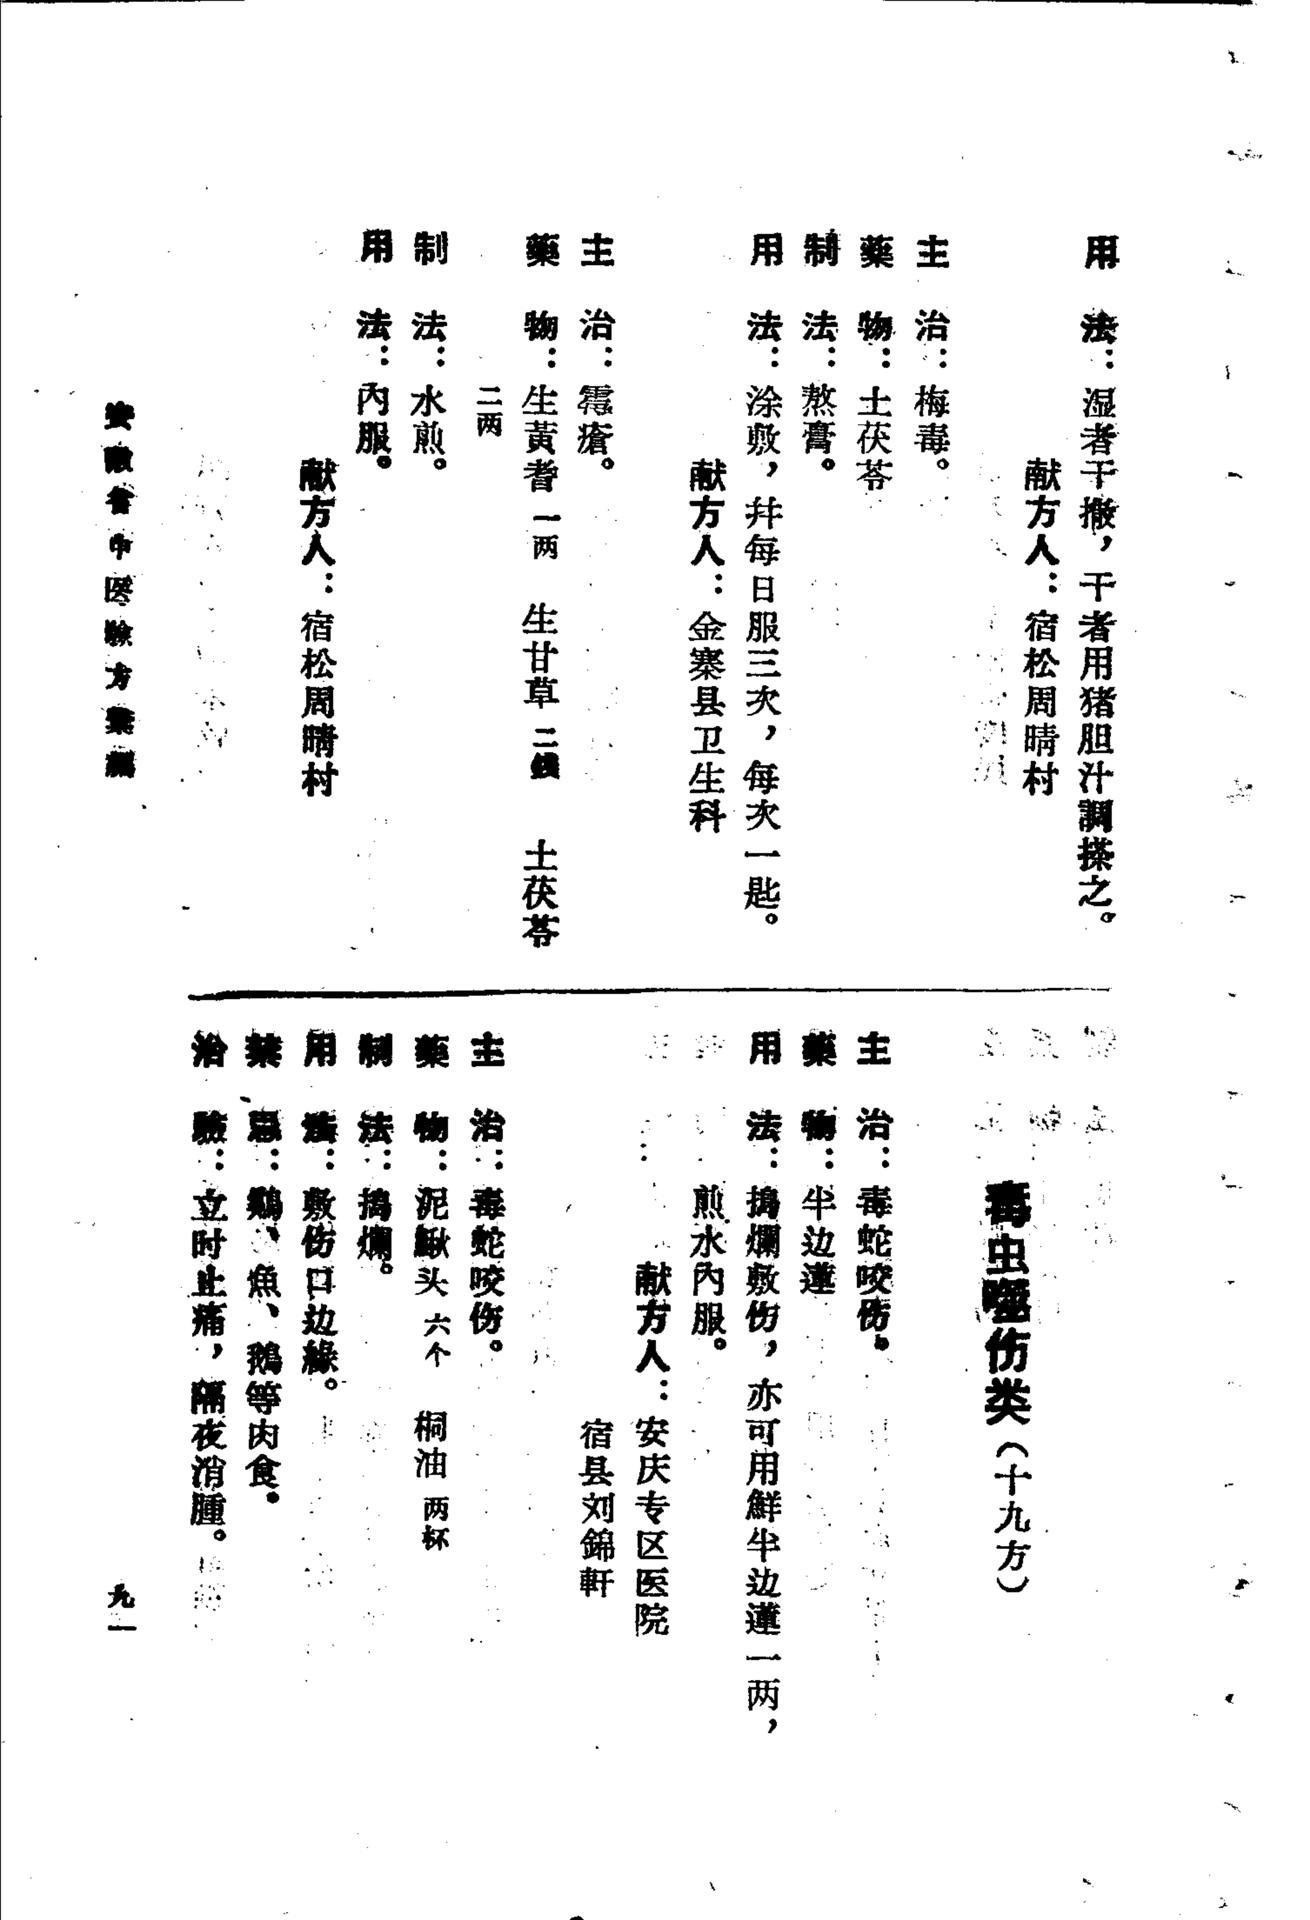 用　法：湿者干撒，干者用猪胆汁調搽之。
献方人：宿松周晴村
主　治：梅毒。
藥　物：土茯苓
制　法：熬膏。
用　法：涂敷，幷每日服三次，每次一匙。
献方人：金寨县卫生科
主　治：霉瘡。
藥　物：生黃耆一两　生甘草二錢　土茯苓
二两
制　法：水煎。
用　法：內服。
献方人：宿松周晴村
毒虫噬伤类（十九方）
主　治：毒蛇咬伤。
藥　物：半边蓮
用　法：搗爛敷伤，亦可用鮮半边蓮一两，
煎水內服。
献方人：安庆专区医院
宿县刘錦軒
主　治：毒蛇咬伤。
藥　物：泥鰍头六个　桐油两杯
制　法：搗爛。
用　法：敷伤口边緣。
禁　忌：鷄、魚、鵝等肉食。
治　驗：立时止痛，隔夜消腫。
安徽省中医驗方彙編
九一